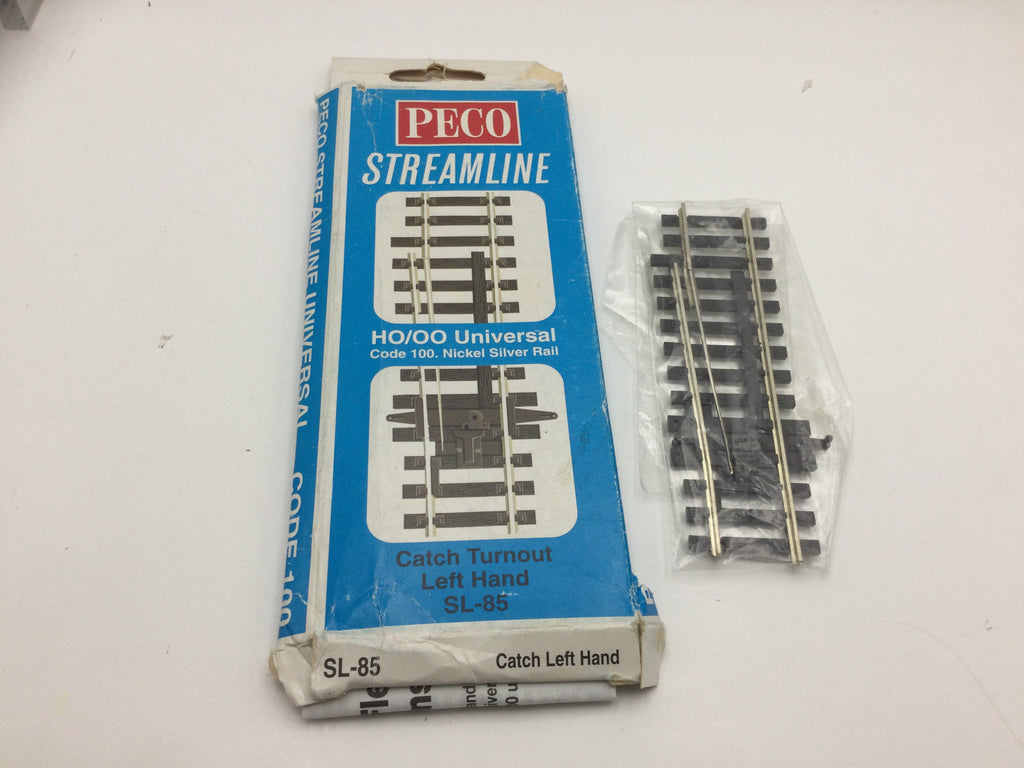 PECO
STREAMLINE
HO/OO Universal
Code 100. Nickel Silver Rail
Catch Turnout
Left Hand
SL-85
SL-85
Catch Left Hand
PECO STREAMLINE UNIVERSAL CODE 100